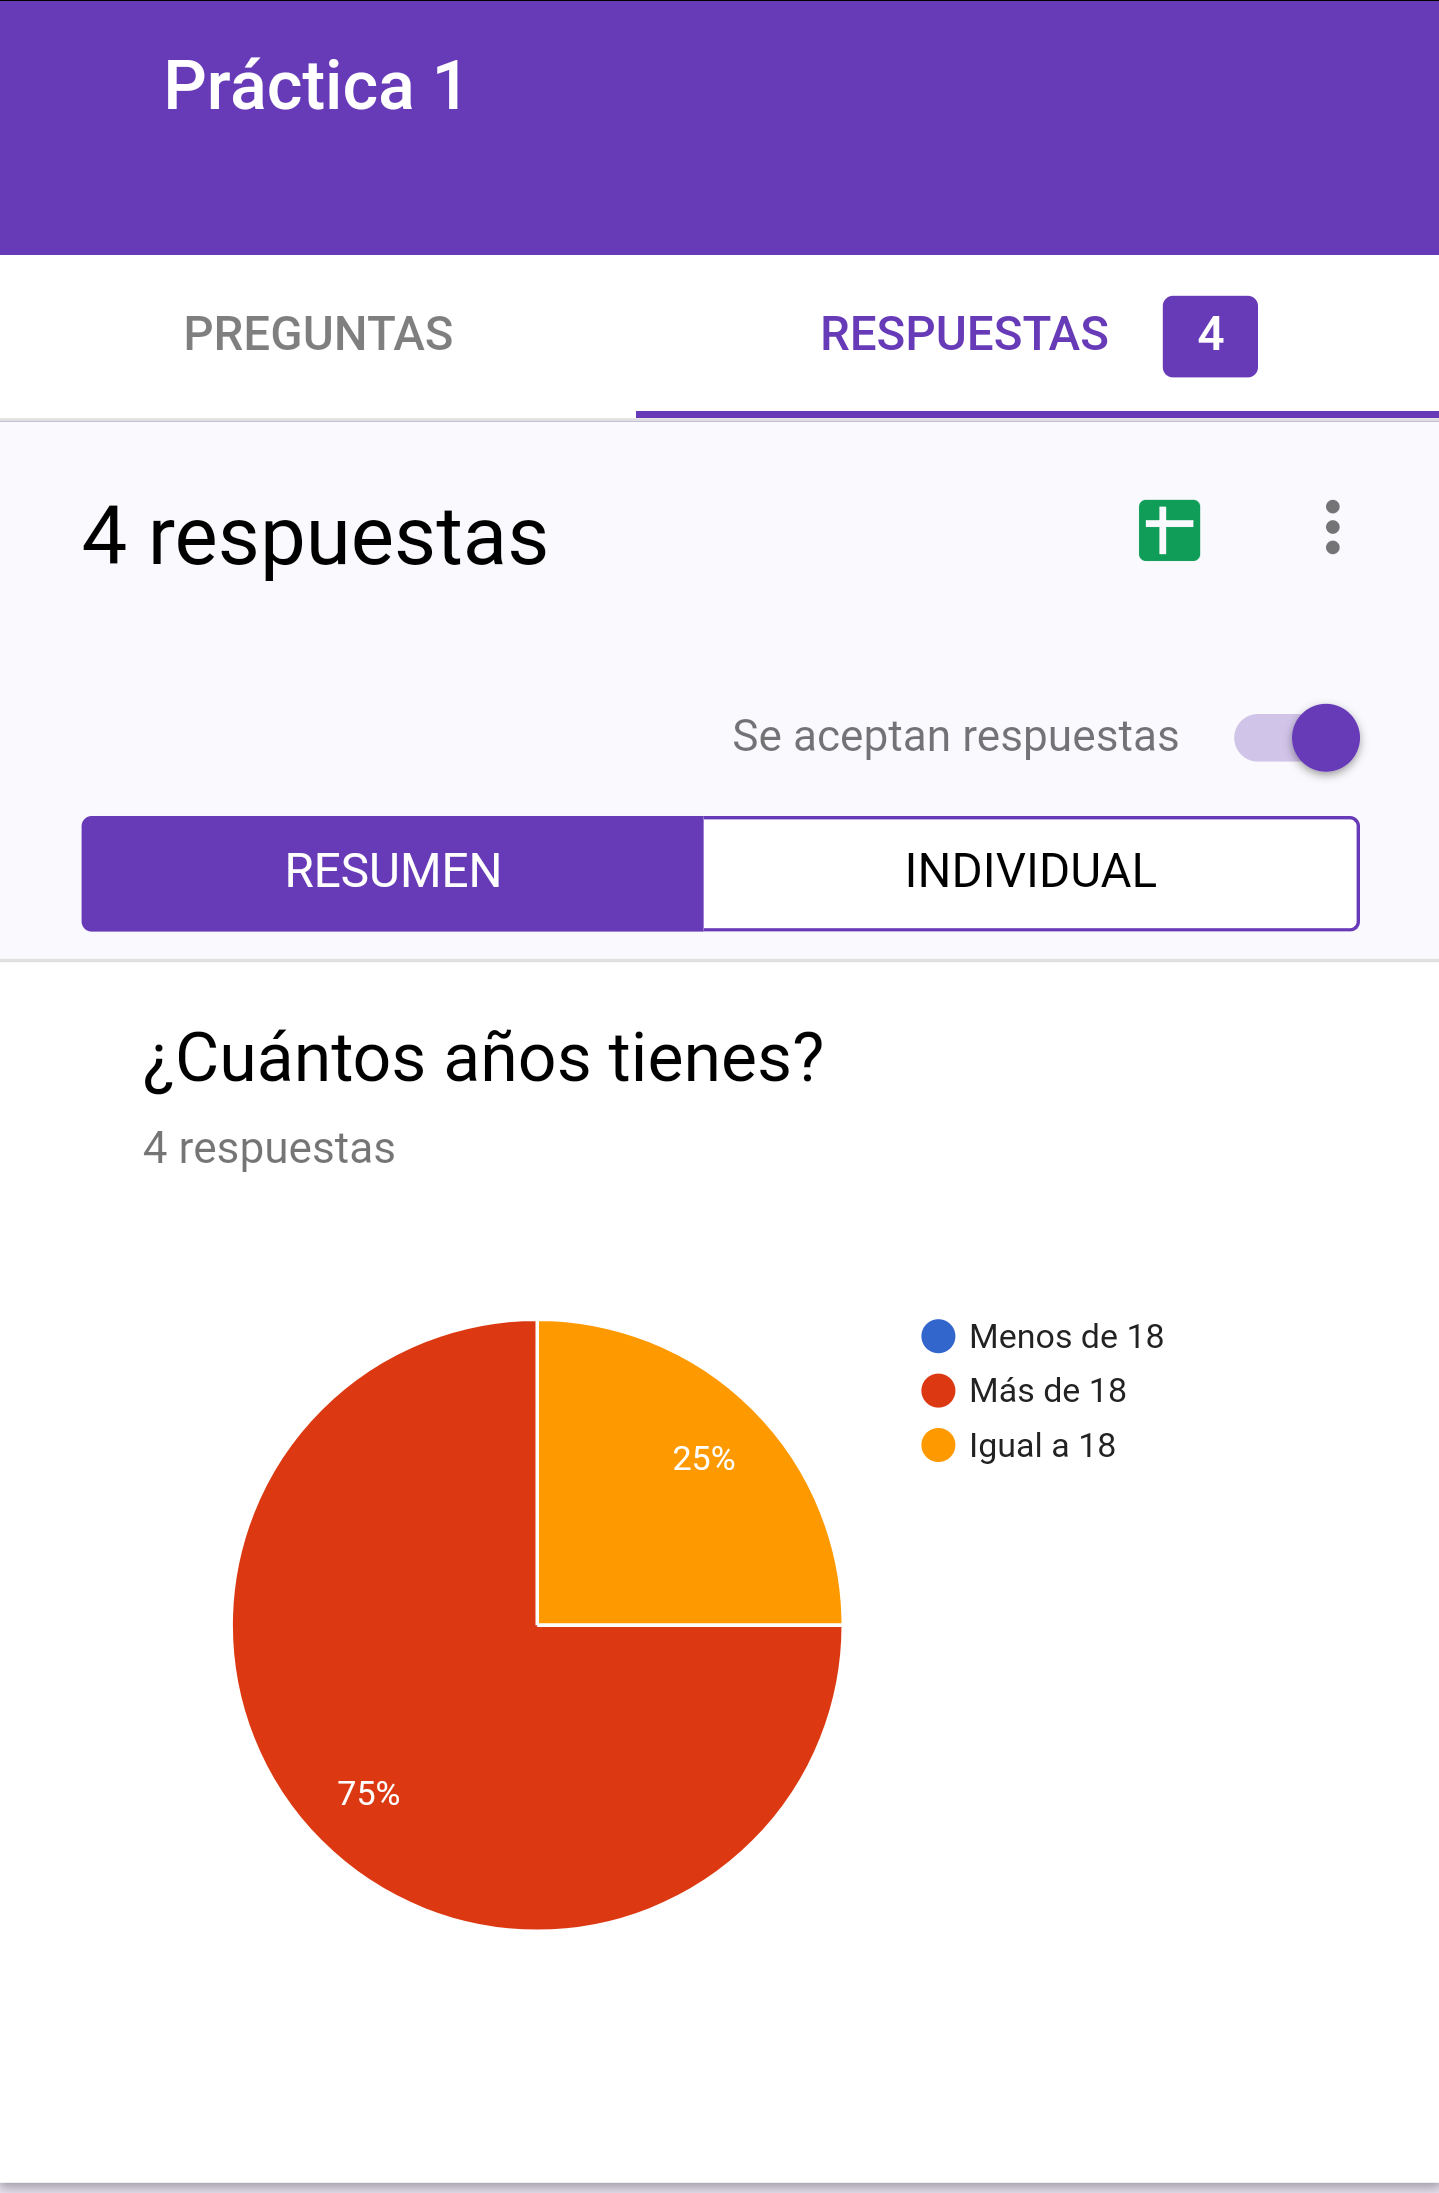 Práctica 1
PREGUNTAS
RESPUESTAS 4
4 respuestas
Se aceptan respuestas
RESUMEN
INDIVIDUAL
¿Cuántos años tienes?
4 respuestas
Menos de 18
Más de 18
Igual a 18
25%
75%